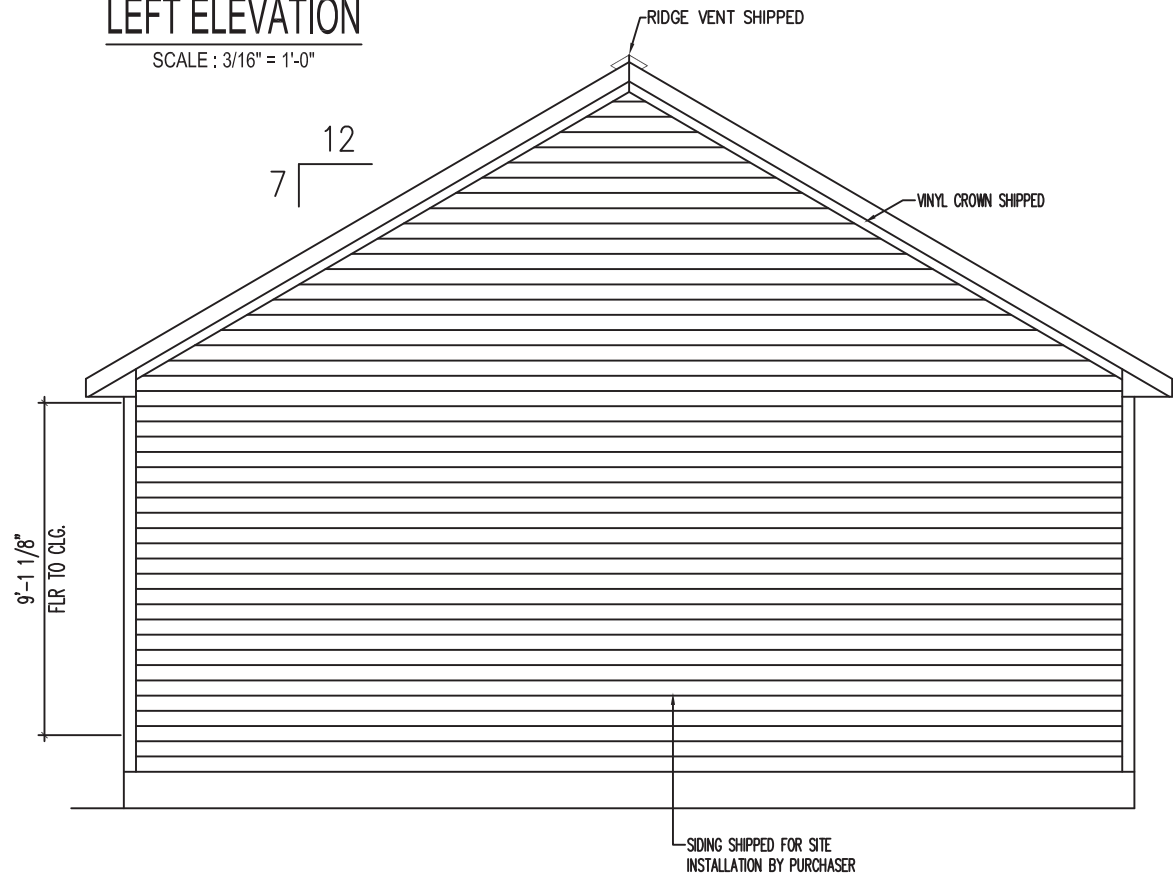 LEFT ELEVATION
SCALE : 3/16" = 1'-0"
RIDGE VENT SHIPPED
12
7
VINYL CROWN SHIPPED
9'-1 1/8"
FLR TO CLG.
SIDING SHIPPED FOR SITE
INSTALLATION BY PURCHASER